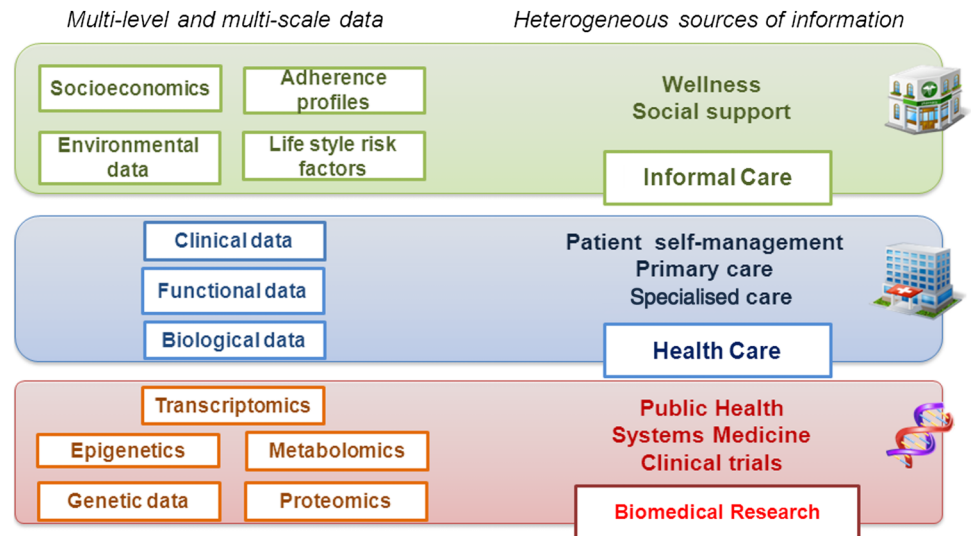 Multi-level and multi-scale data
Heterogeneous sources of information
Socioeconomics
Adherence
profiles
Environmental
data
Life style risk
factors
Wellness
Social support
Informal Care
Clinical data
Functional data
Biological data
Patient self-management
Primary care
Specialised care
Health Care
Transcriptomics
Epigenetics
Metabolomics
Genetic data
Proteomics
Public Health
Systems Medicine
Clinical trials
Biomedical Research